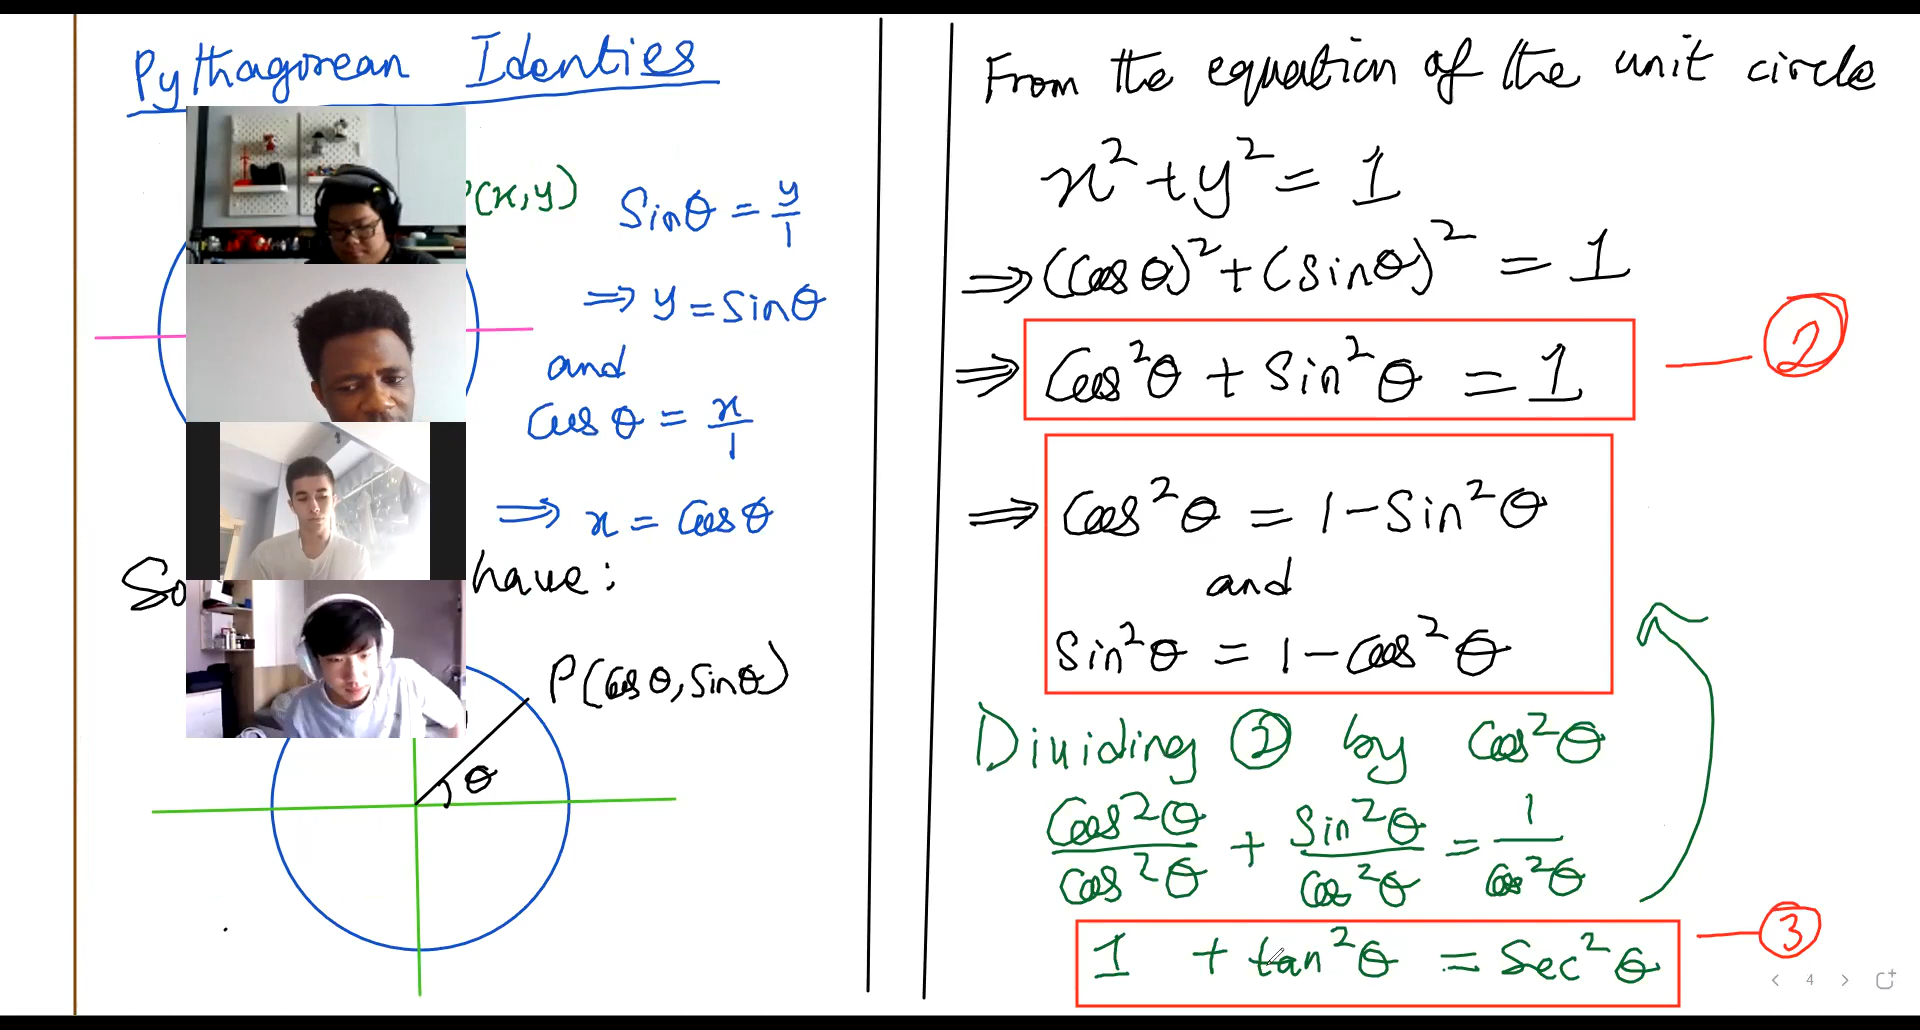 Pythagorean Identies
P(x,y)
Sinθ = y/1
⇒ y = Sinθ
and
Cos θ = x/1
⇒ x = Cos θ
So have:
P(Cos θ, Sinθ)
θ
From the equation of the unit circle
x² + y² = 1
⇒ (Cos θ)² + (Sinθ)² = 1
⇒ Cos²θ + Sin²θ = 1 — ②
⇒ Cos²θ = 1 - Sin²θ
and
Sin²θ = 1 - Cos²θ
Dividing ② by Cos²θ
Cos²θ/Cos²θ + Sin²θ/Cos²θ = 1/Cos²θ
1 + tan²θ = Sec²θ — ③
< 4 >